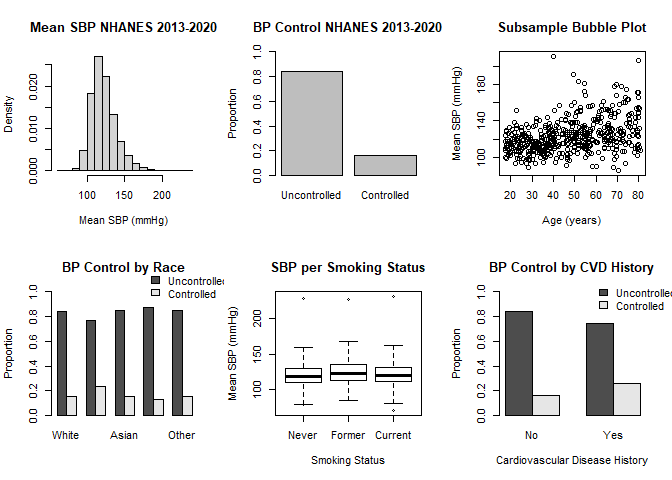 Mean SBP NHANES 2013-2020
Density
0.000
0.010
0.020
100
150
200
Mean SBP (mmHg)
BP Control NHANES 2013-2020
Proportion
0.0
0.2
0.4
0.6
0.8
1.0
Uncontrolled
Controlled
Subsample Bubble Plot
Mean SBP (mmHg)
100
140
180
20
30
40
50
60
70
80
Age (years)
BP Control by Race
Uncontrolled
Controlled
Proportion
0.0
0.2
0.4
0.6
0.8
1.0
White
Asian
Other
SBP per Smoking Status
Mean SBP (mmHg)
100
150
200
Never
Former
Current
Smoking Status
BP Control by CVD History
Uncontrolled
Controlled
Proportion
0.0
0.2
0.4
0.6
0.8
1.0
No
Yes
Cardiovascular Disease History